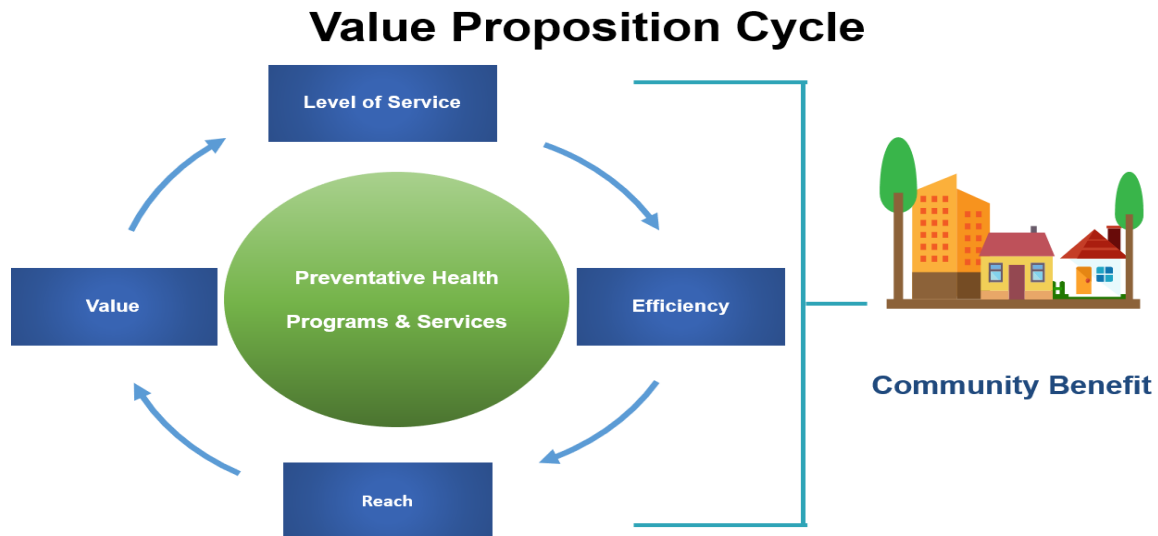 Value Proposition Cycle
Level of Service
Preventative Health
Programs & Services
Value
Efficiency
Reach
Community Benefit